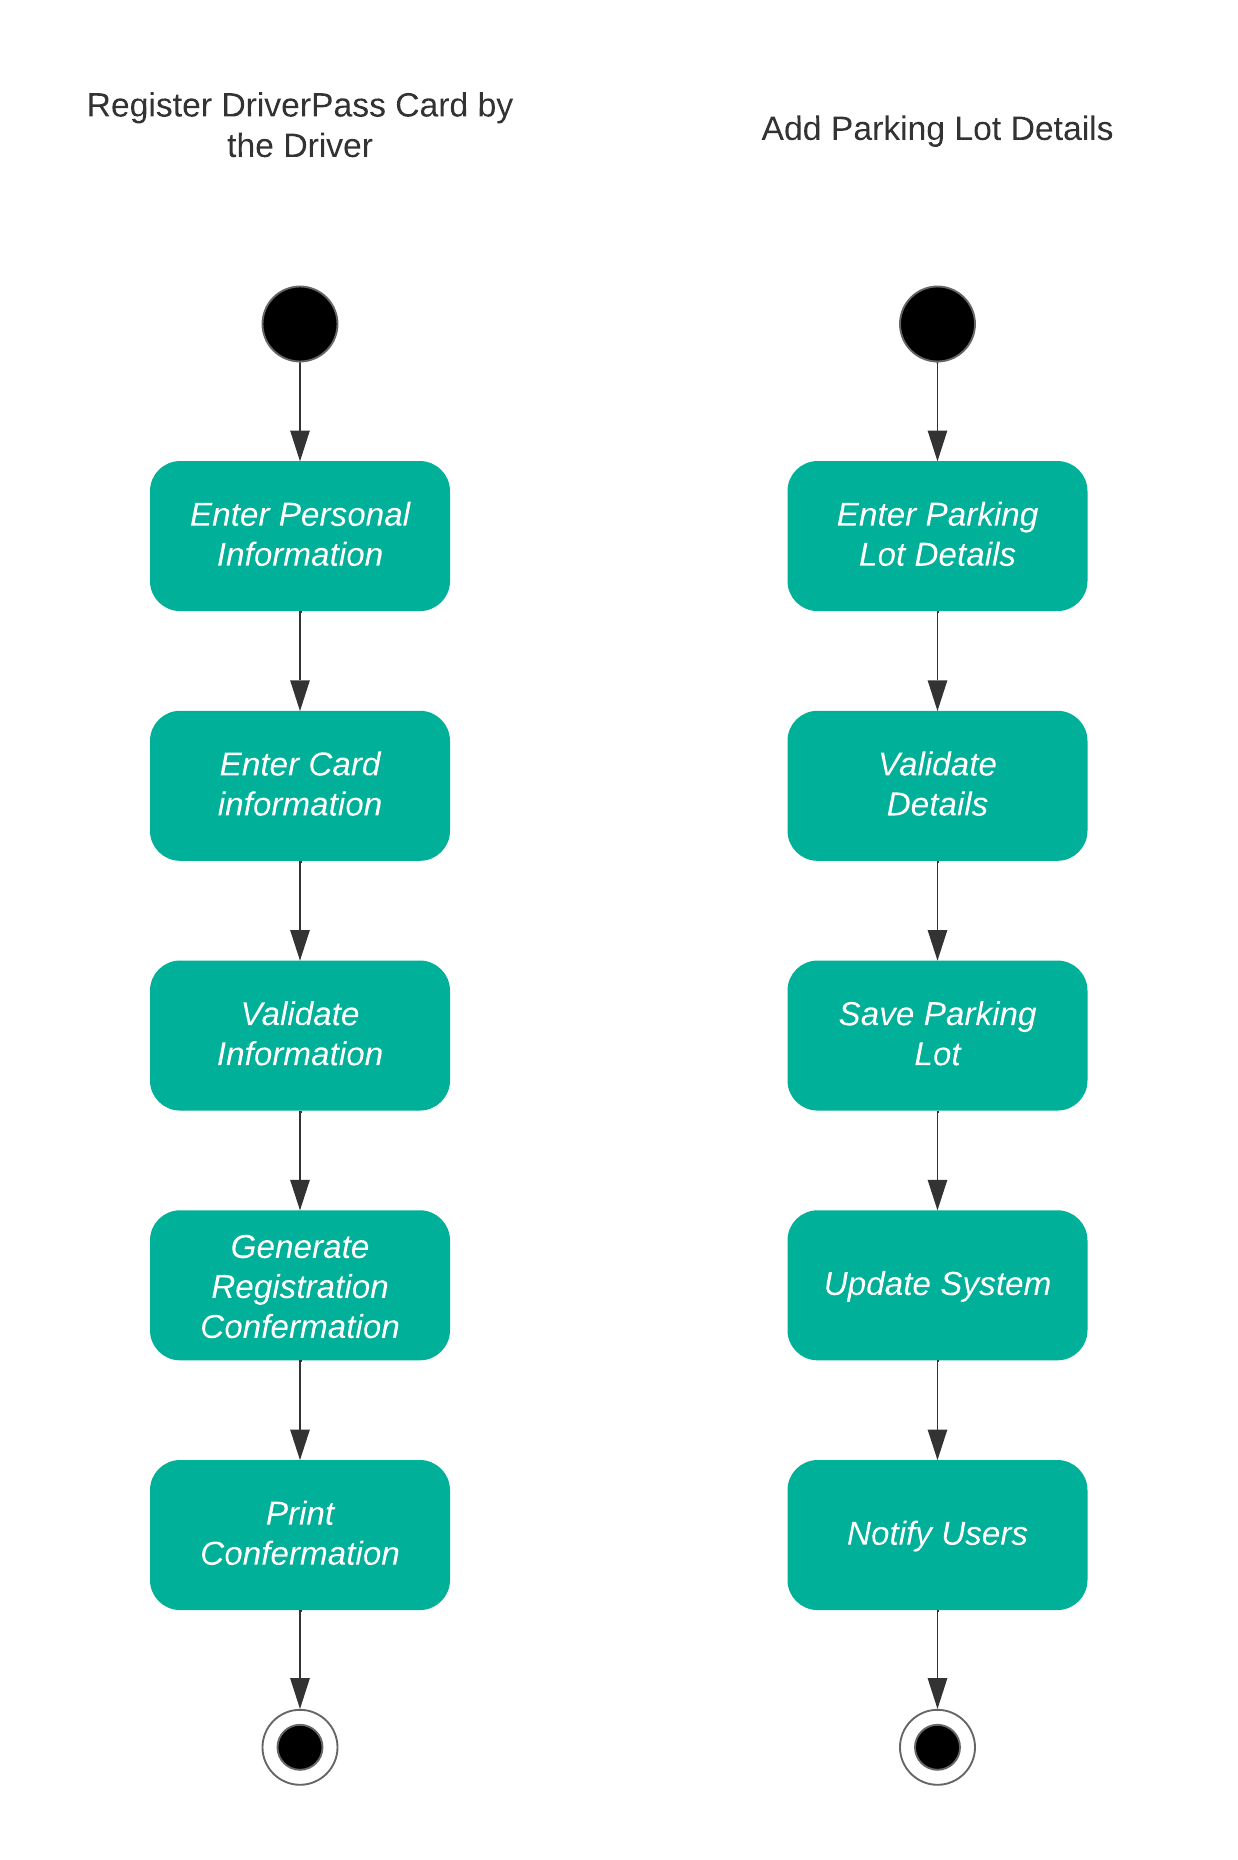 Register DriverPass Card by
the Driver
Enter Personal
Information
Enter Card
information
Validate
Information
Generate
Registration
Confermation
Print
Confermation
Add Parking Lot Details
Enter Parking
Lot Details
Validate
Details
Save Parking
Lot
Update System
Notify Users